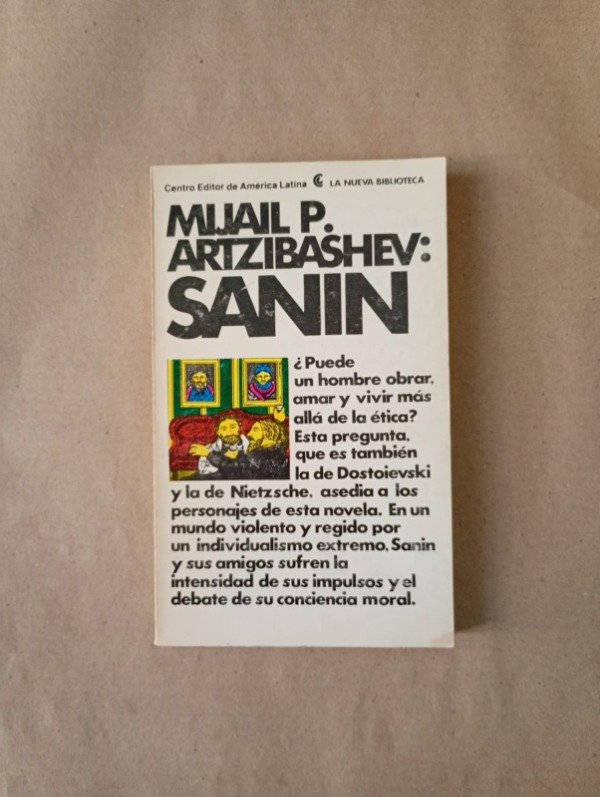 Centro Editor de América Latina LA NUEVA BIBLIOTECA
MIJAIL P.
ARTZIBASHEV:
SANIN
¿Puede
un hombre obrar,
amar y vivir más
allá de la ética?
Esta pregunta,
que es también
la de Dostoievski
y la de Nietzsche, asedia a los
personajes de esta novela. En un
mundo violento y regido por
un individualismo extremo, Sanin
y sus amigos sufren la
intensidad de sus impulsos y el
debate de su conciencia moral.